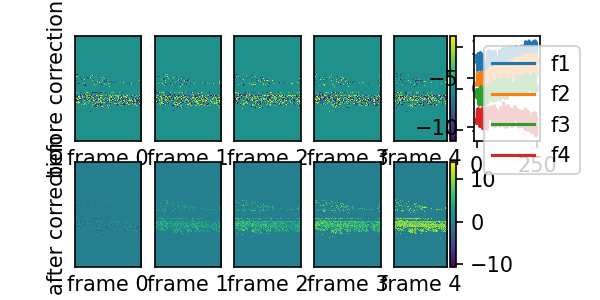 before correction
frame 0
frame 1
frame 2
frame 3
frame 4
−5
−10
0
250
f1
f2
f3
f4
after correction
frame 0
frame 1
frame 2
frame 3
frame 4
10
0
−10